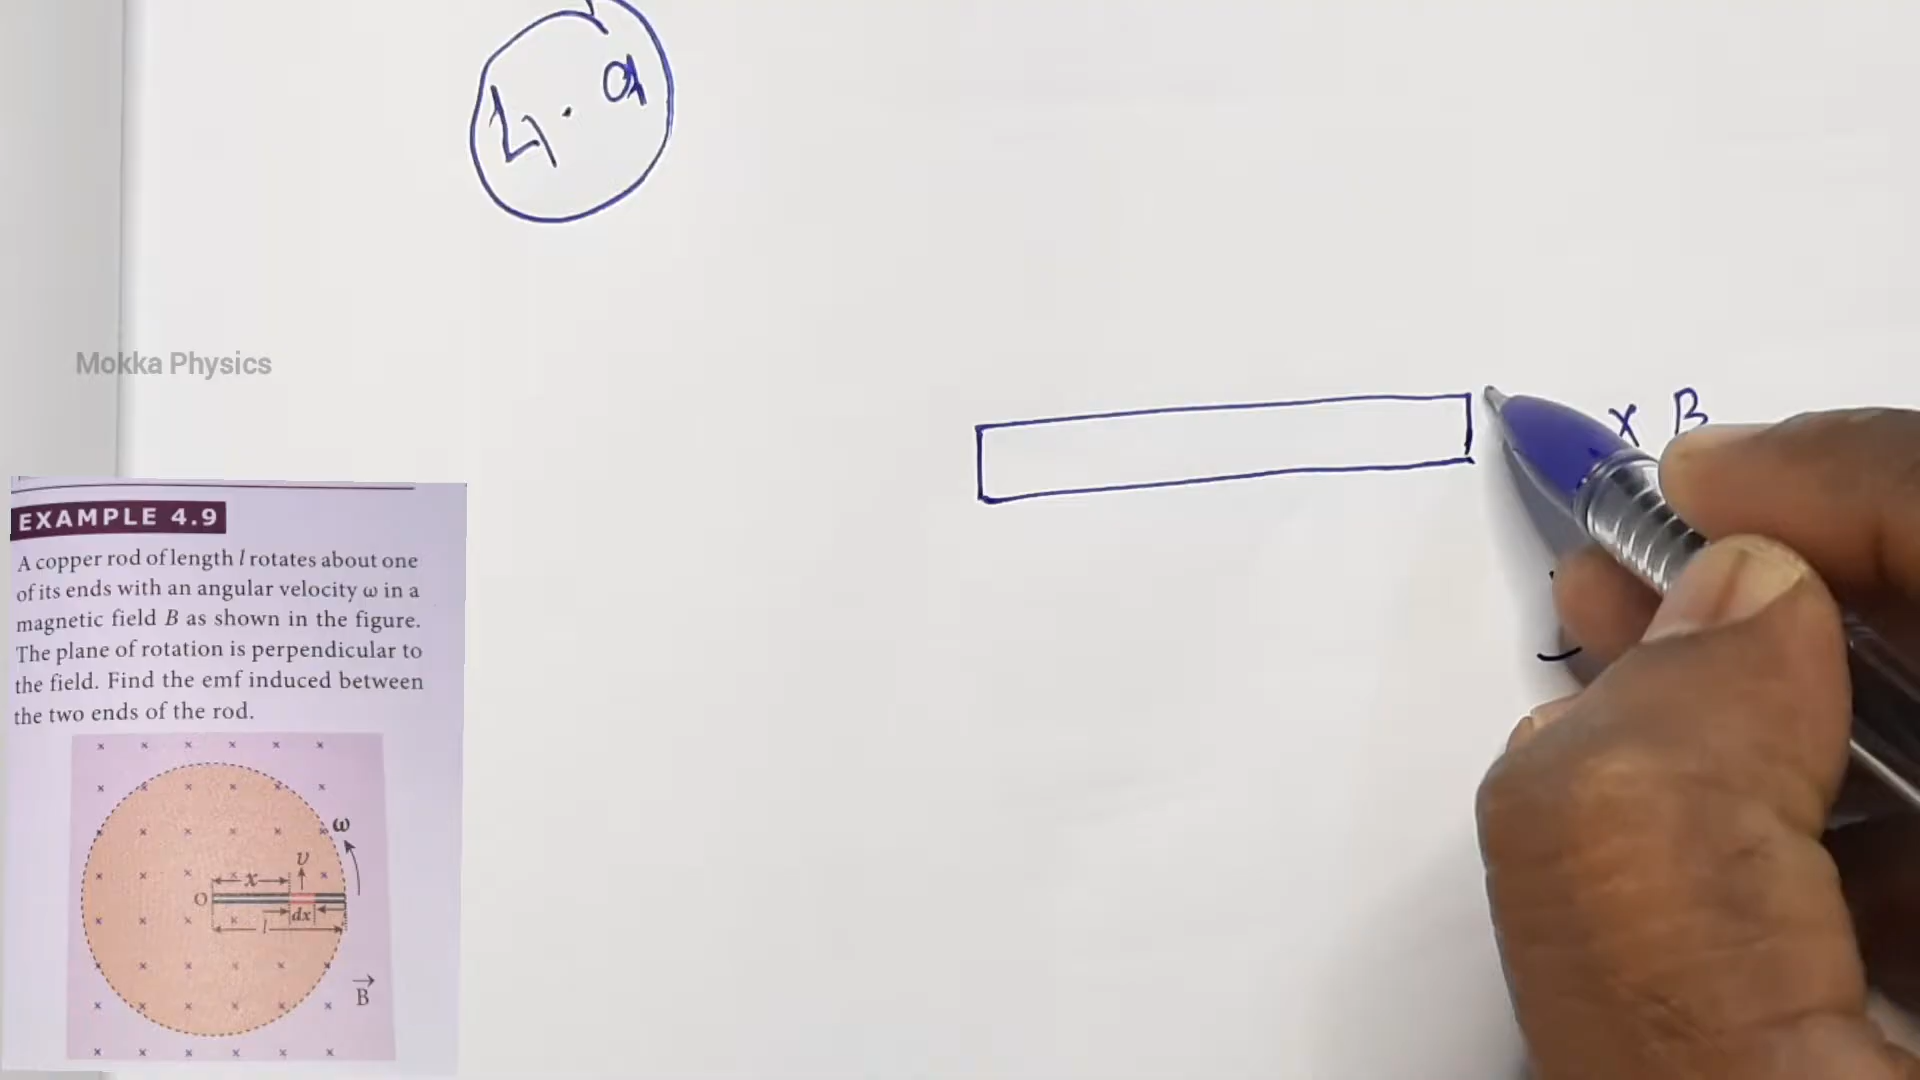 4.9
Mokka Physics
x B
EXAMPLE 4.9
A copper rod of length l rotates about one
of its ends with an angular velocity ω in a
magnetic field B as shown in the figure.
The plane of rotation is perpendicular to
the field. Find the emf induced between
the two ends of the rod.
ω
υ
x
O
dx
l
B